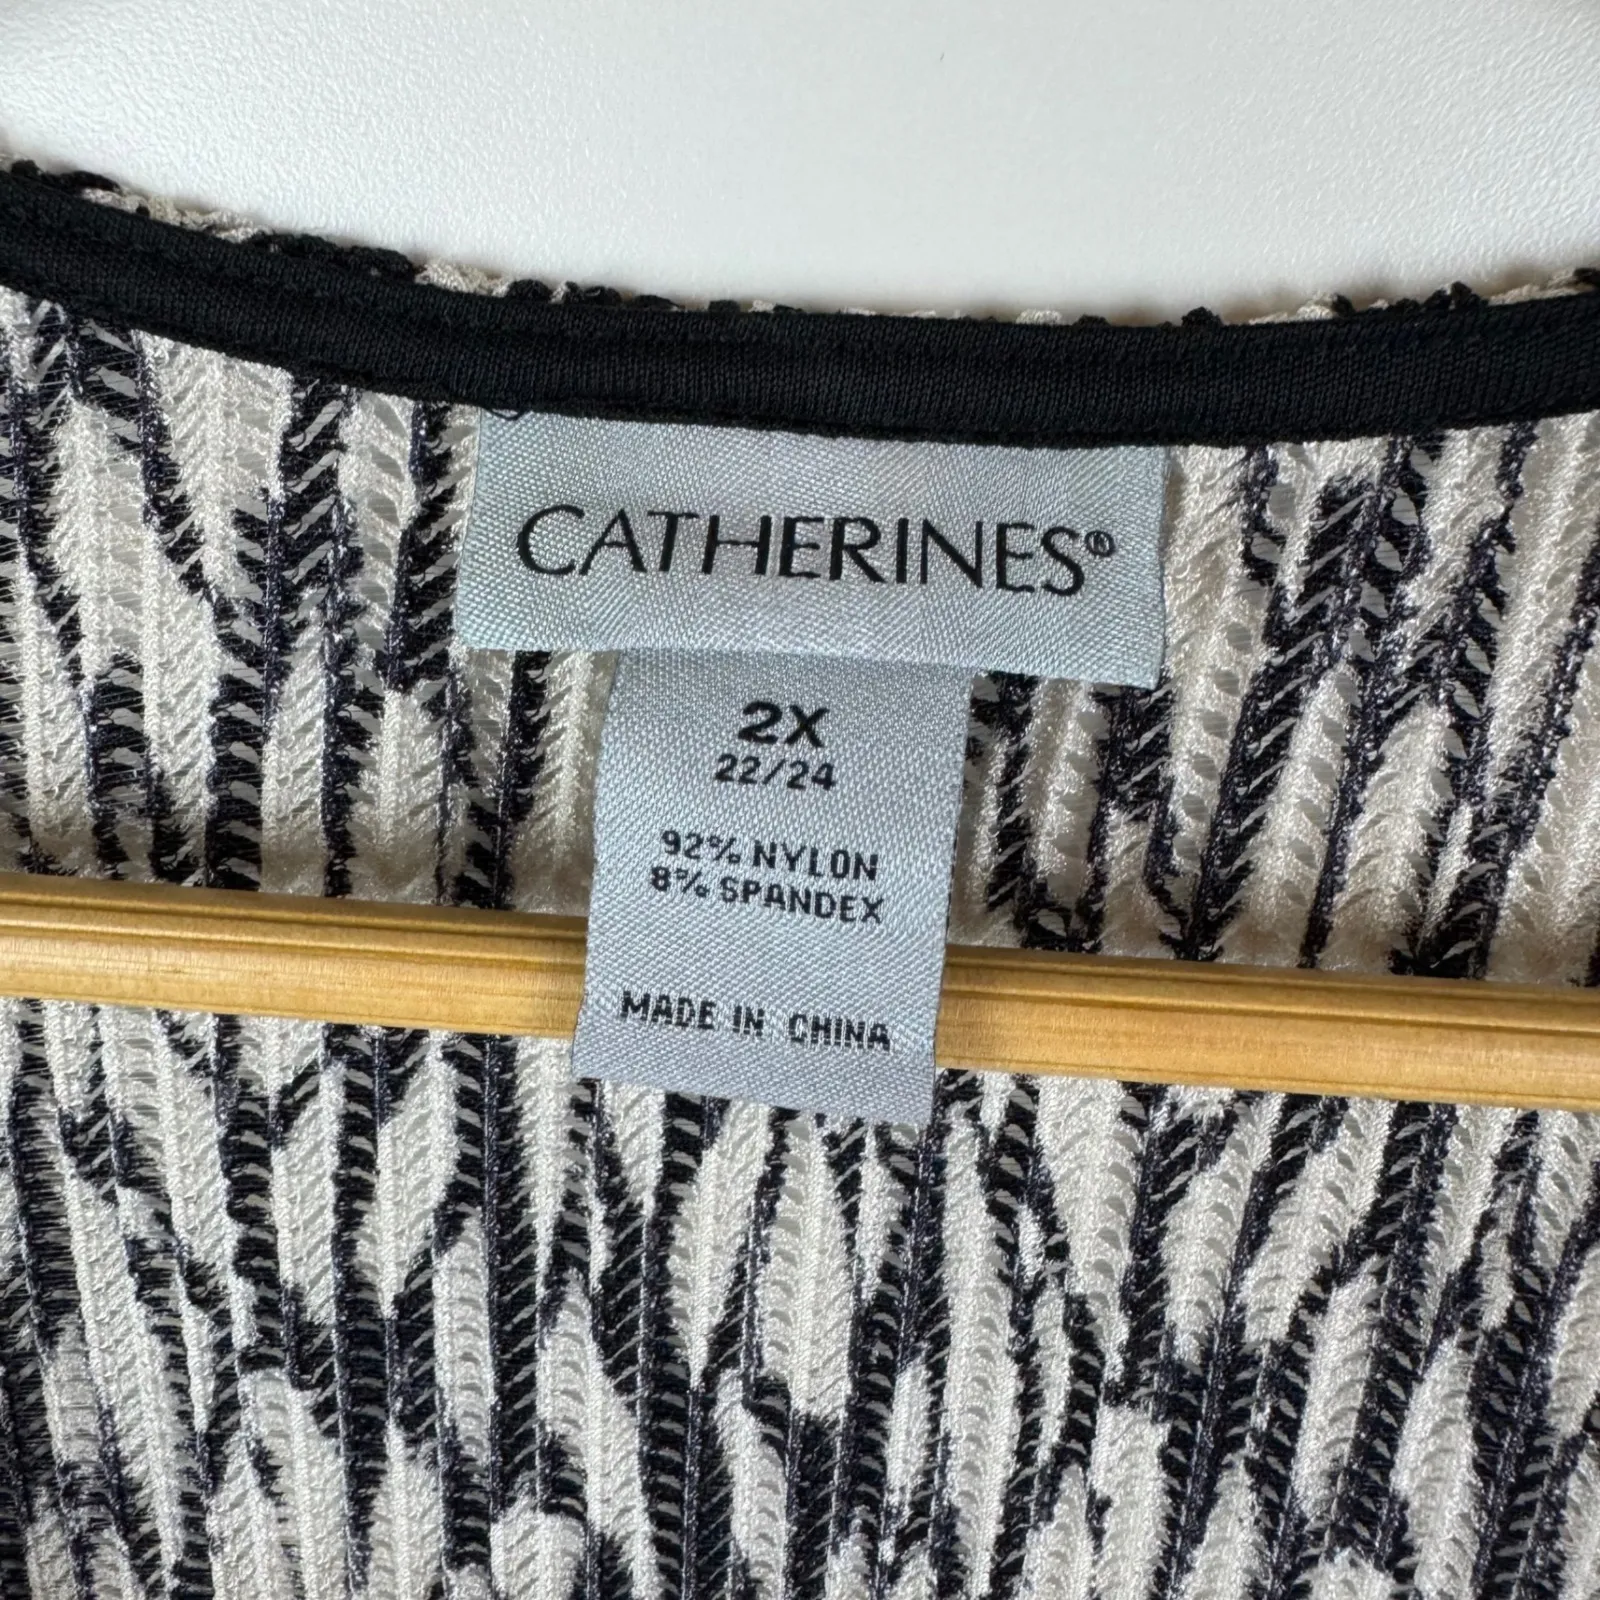 CATHERINES®
2X
22/24
92% NYLON
8% SPANDEX
MADE IN CHINA